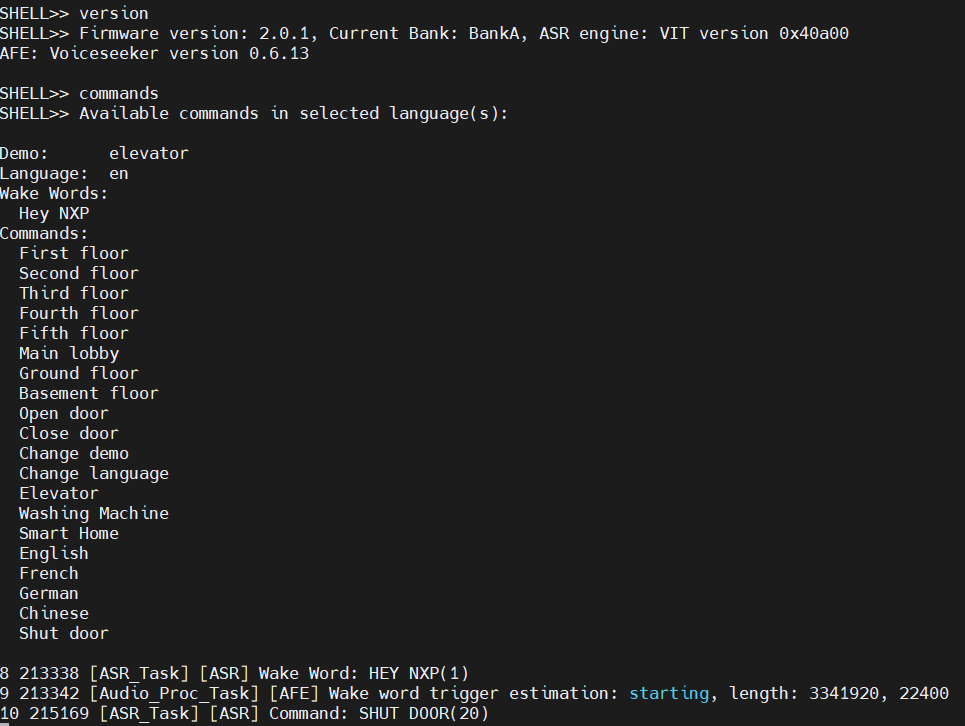 SHELL>> version
SHELL>> Firmware version: 2.0.1, Current Bank: BankA, ASR engine: VIT version 0x40a00
AFE: Voiceseeker version 0.6.13
SHELL>> commands
SHELL>> Available commands in selected language(s):
Demo:      elevator
Language:  en
Wake Words:
  Hey NXP
Commands:
  First floor
  Second floor
  Third floor
  Fourth floor
  Fifth floor
  Main lobby
  Ground floor
  Basement floor
  Open door
  Close door
  Change demo
  Change language
  Elevator
  Washing Machine
  Smart Home
  English
  French
  German
  Chinese
  Shut door
8 213338 [ASR_Task] [ASR] Wake Word: HEY NXP(1)
9 213342 [Audio_Proc_Task] [AFE] Wake word trigger estimation: starting, length: 3341920, 22400
10 215169 [ASR_Task] [ASR] Command: SHUT DOOR(20)